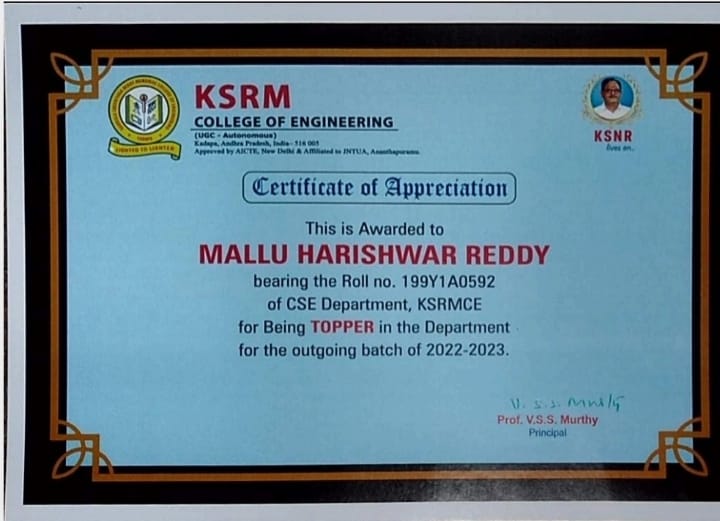 KSRM
COLLEGE OF ENGINEERING
(UGC - Autonomous)
Kadapa, Andhra Pradesh, India- 516 003
Approved by AICTE, New Delhi & Affiliated to JNTUA, Ananthapuramu.
LIGHTED TO LIGHTEN
KSNR
lives on..
Certificate of Appreciation
This is Awarded to
MALLU HARISHWAR REDDY
bearing the Roll no. 199Y1A0592
of CSE Department, KSRMCE
for Being TOPPER in the Department
for the outgoing batch of 2022-2023.
V. S. S. Murty
Prof. V.S.S. Murthy
Principal